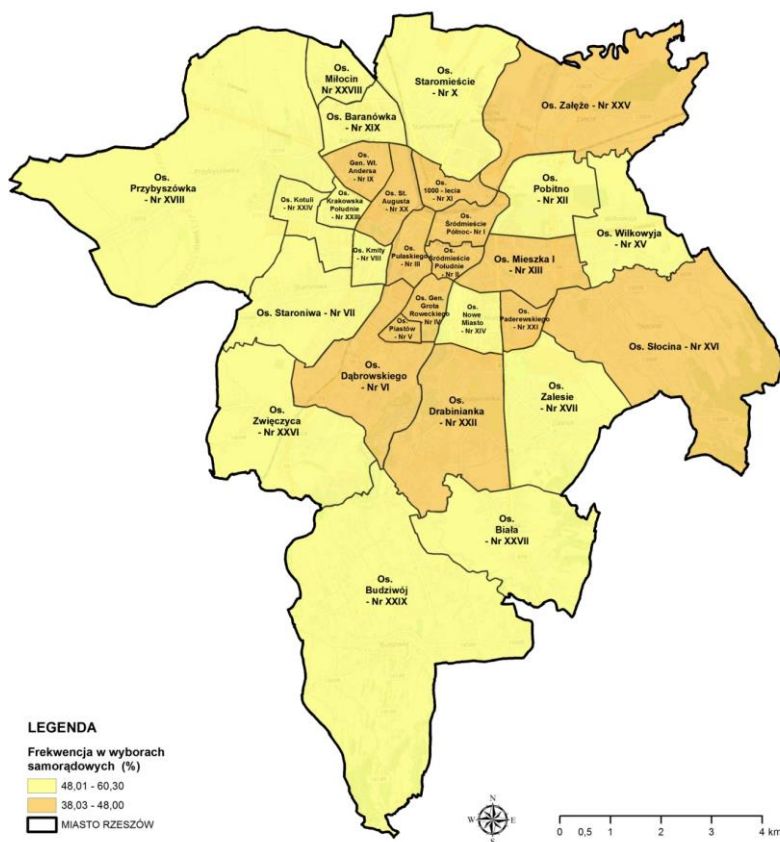 Os.
Miłocin
Nr XXVIII
Os.
Staromieście
- Nr X
Os. Załęże - Nr XXV
Os. Baranówka
- Nr XIX
Os.
Gen. Wł.
Andersa
- Nr IX
Os.
Przybyszówka
- Nr XVIII
Os. Kotuli
- Nr XXIV
Os.
Krakowska
Południe
- Nr XXIII
Os. St.
Augusta
- Nr XX
Os.
1000 - lecia
- Nr XI
Os.
Pobitno
- Nr XII
Os.
Śródmieście
Północ- Nr I
Os. Wilkowyja
- Nr XV
Os. Kmity
- Nr VIII
Os.
Pułaskiego
- Nr III
Os.
Śródmieście
Południe
- Nr II
Os. Mieszka I
- Nr XIII
Os. Staroniwa - Nr VII
Os. Gen.
Grota
Roweckiego
Nr IV
Os.
Piastów
- Nr V
Os.
Nowe
Miasto
- Nr XIV
Os.
Paderewskiego
- Nr XXI
Os. Słocina - Nr XVI
Os.
Dąbrowskiego
- Nr VI
Os.
Drabinianka
- Nr XXII
Os.
Zalesie
- Nr XVII
Os.
Zwięczyca
- Nr XXVI
Os.
Biała
- Nr XXVII
Os.
Budziwój
- Nr XXIX
LEGENDA
Frekwencja w wyborach
samorądowych (%)
48,01 - 60,30
38,03 - 48,00
MIASTO RZESZÓW
N
W E
S
0 0,5 1 2 3 4 km